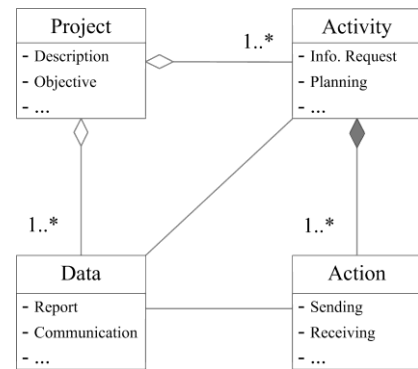 Project
- Description
- Objective
- ...
1..*
Activity
- Info. Request
- Planning
- ...
1..*
1..*
Data
- Report
- Communication
- ...
Action
- Sending
- Receiving
- ...